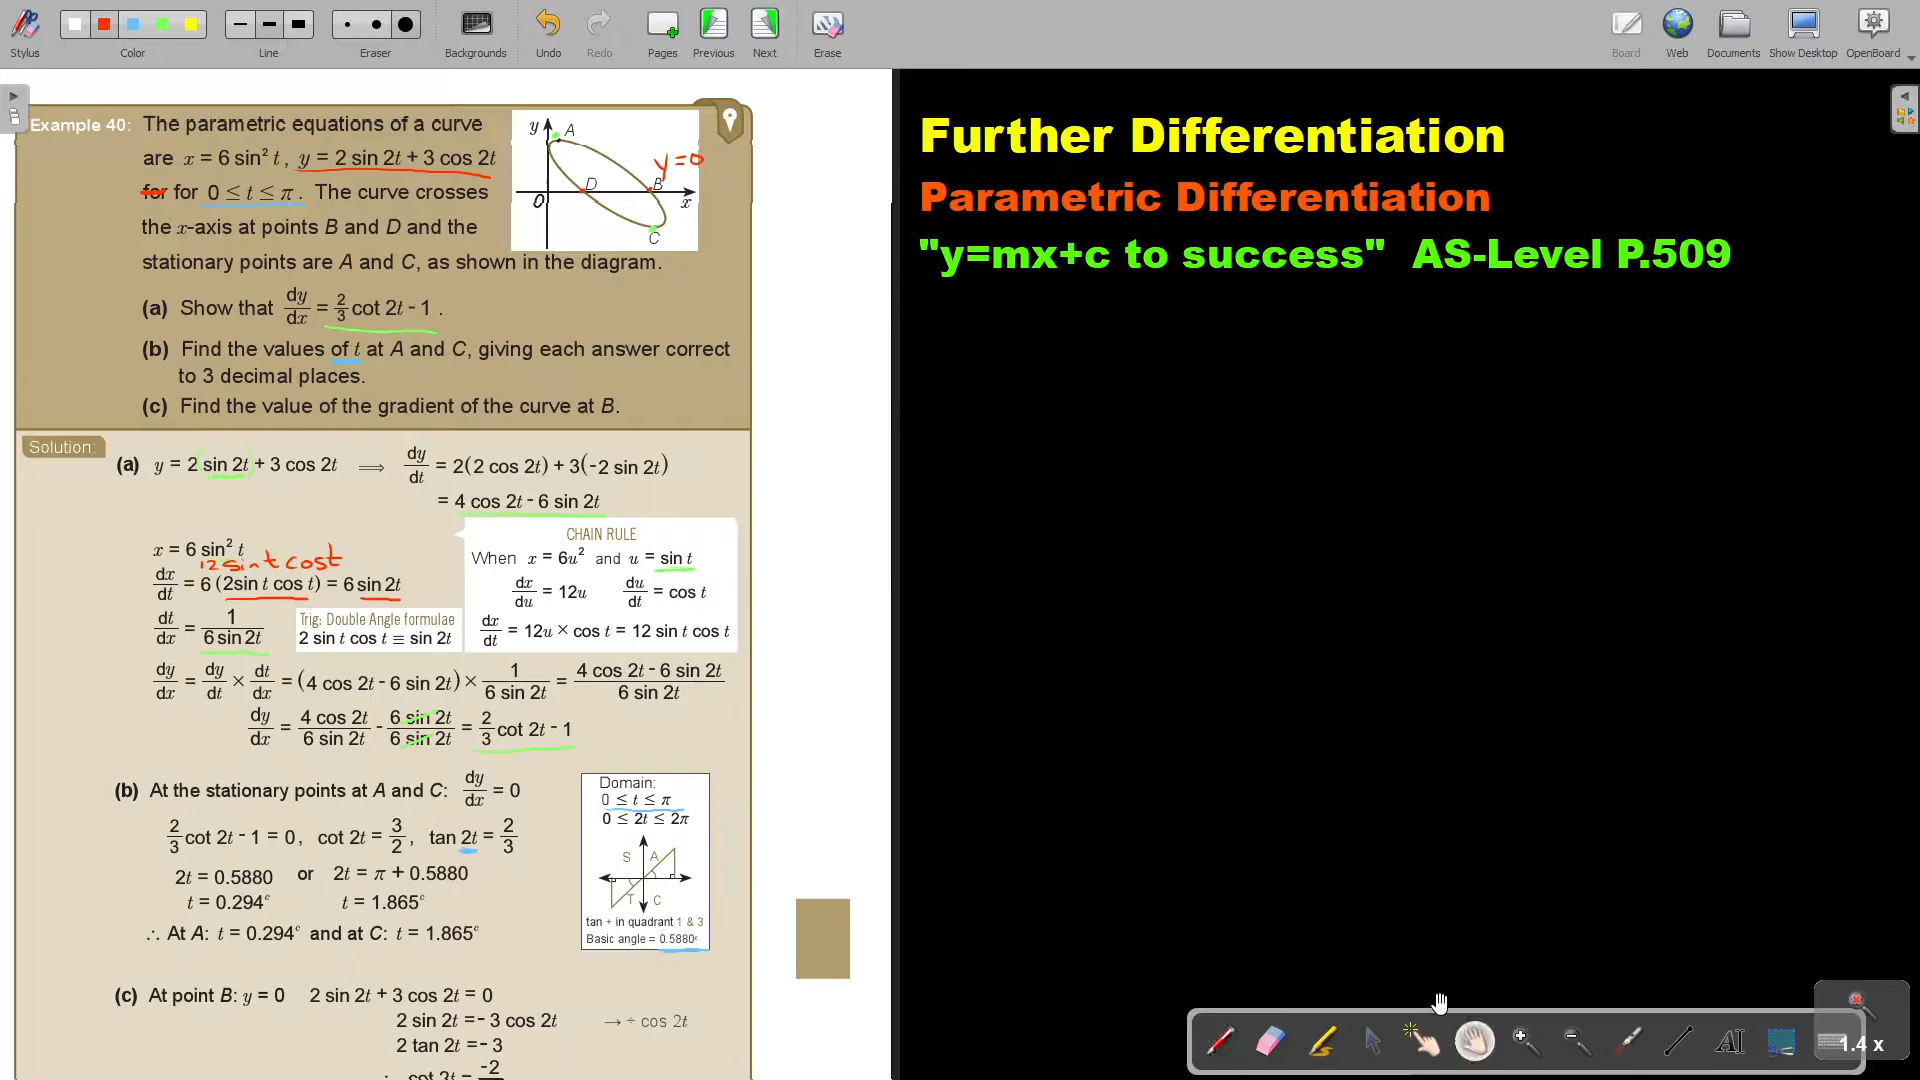 Stylus Color Line Eraser Backgrounds Undo Redo Pages Previous Next Erase Board Web Documents Show Desktop OpenBoard
Example 40: The parametric equations of a curve
are x = 6 sin² t, y = 2 sin 2t + 3 cos 2t
for for 0 ≤ t ≤ π. The curve crosses
the x-axis at points B and D and the
stationary points are A and C, as shown in the diagram.
y A
y=0
D B
0 x
C
(a) Show that dy/dx = 2/3 cot 2t - 1 .
(b) Find the values of t at A and C, giving each answer correct
to 3 decimal places.
(c) Find the value of the gradient of the curve at B.
Solution:
(a) y = 2(sin 2t) + 3 cos 2t ⟹ dy/dt = 2(2 cos 2t) + 3(-2 sin 2t)
= 4 cos 2t - 6 sin 2t
x = 6 sin² t
12 sin t cos t
dx/dt = 6 (2sin t cos t) = 6 sin 2t
dt/dx = 1/(6 sin 2t)
Trig: Double Angle formulae
2 sin t cos t ≡ sin 2t
CHAIN RULE
When x = 6u² and u = sin t
dx/du = 12u du/dt = cos t
dx/dt = 12u × cos t = 12 sin t cos t
dy/dx = dy/dt × dt/dx = (4 cos 2t - 6 sin 2t) × 1/(6 sin 2t) = (4 cos 2t - 6 sin 2t)/(6 sin 2t)
dy/dx = (4 cos 2t)/(6 sin 2t) - (6 sin 2t)/(6 sin 2t) = 2/3 cot 2t - 1
(b) At the stationary points at A and C: dy/dx = 0
2/3 cot 2t - 1 = 0, cot 2t = 3/2, tan 2t = 2/3
2t = 0.5880 or 2t = π + 0.5880
t = 0.294ᶜ t = 1.865ᶜ
∴ At A: t = 0.294ᶜ and at C: t = 1.865ᶜ
Domain:
0 ≤ t ≤ π
0 ≤ 2t ≤ 2π
S A
T C
tan + in quadrant 1 & 3
Basic angle = 0.5880ᶜ
(c) At point B: y = 0 2 sin 2t + 3 cos 2t = 0
2 sin 2t = - 3 cos 2t → ÷ cos 2t
2 tan 2t = - 3
∴ cot 2t = -2
Further Differentiation
Parametric Differentiation
"y=mx+c to success" AS-Level P.509
AI
1.4 x